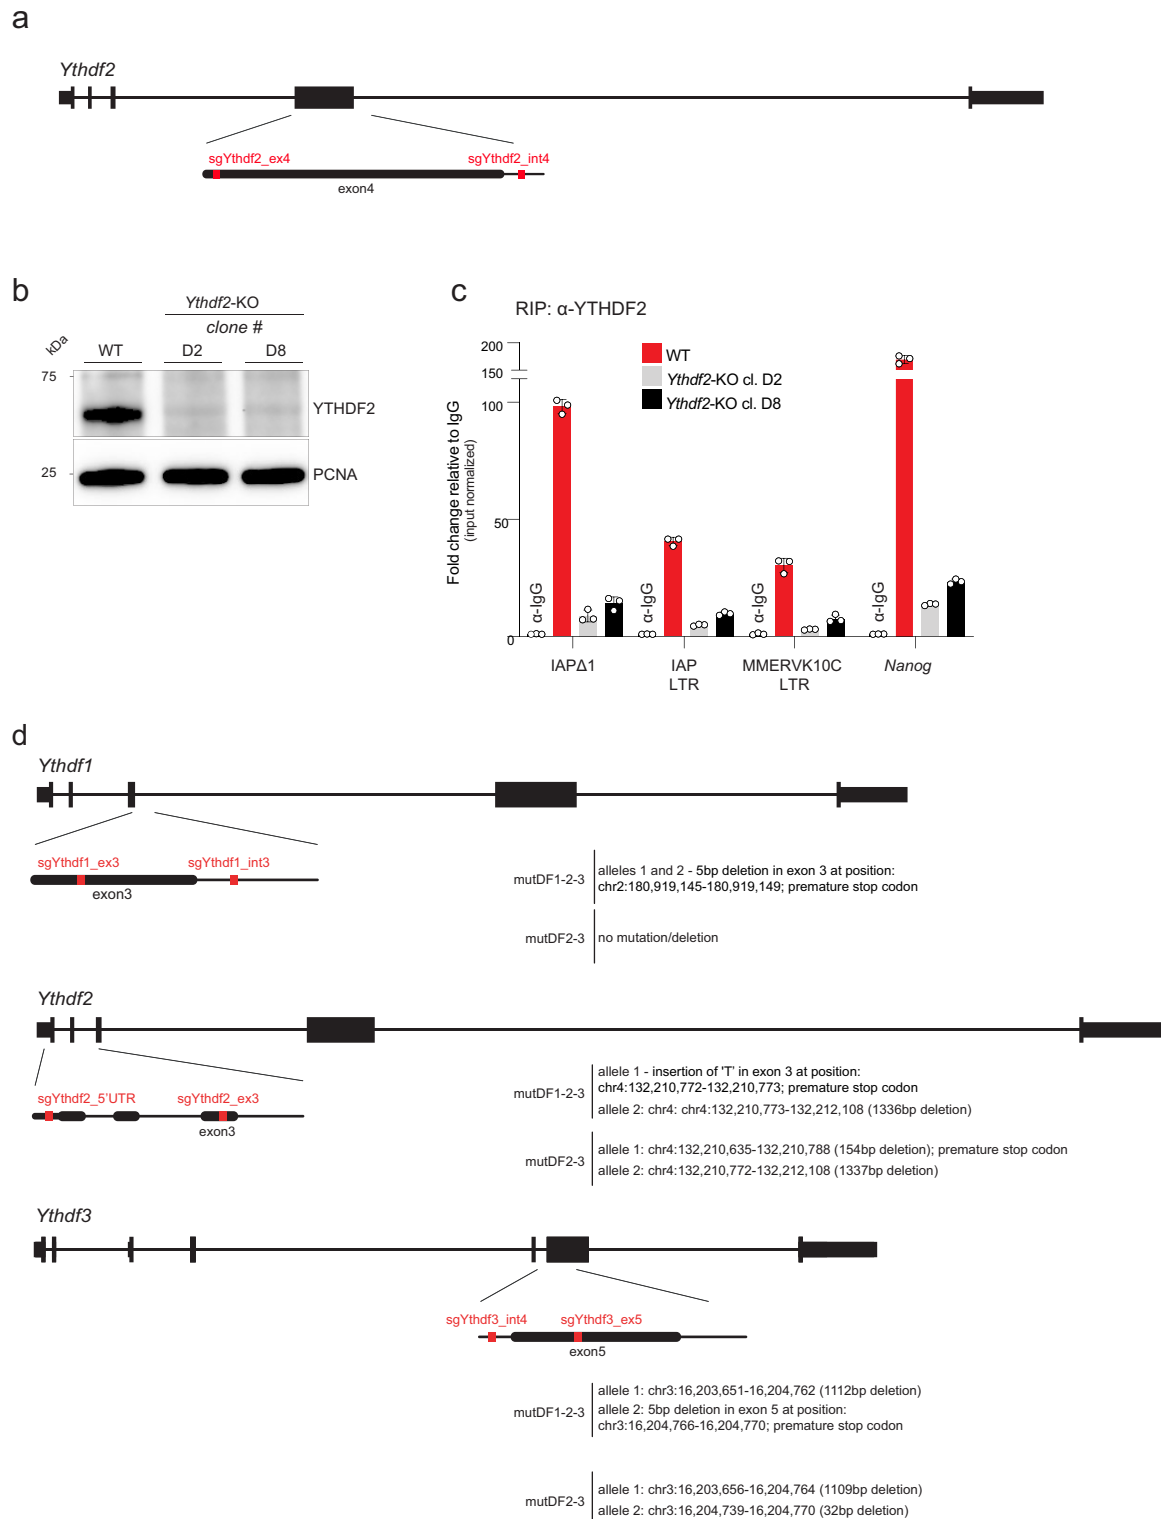 a
Ythdf2
sgYthdf2_ex4
sgYthdf2_int4
exon4
b
Ythdf2-KO
clone #
kDa
WT
D2
D8
75
YTHDF2
25
PCNA
c
RIP: α-YTHDF2
Fold change relative to IgG
(input normalized)
200
150
100
50
0
WT
Ythdf2-KO cl. D2
Ythdf2-KO cl. D8
α-IgG
α-IgG
α-IgG
α-IgG
IAPΔ1
IAP
LTR
MMERVK10C
LTR
Nanog
d
Ythdf1
sgYthdf1_ex3
sgYthdf1_int3
exon3
mutDF1-2-3
alleles 1 and 2 - 5bp deletion in exon 3 at position:
chr2:180,919,145-180,919,149; premature stop codon
mutDF2-3
no mutation/deletion
Ythdf2
sgYthdf2_5'UTR
sgYthdf2_ex3
exon3
mutDF1-2-3
allele 1 - insertion of 'T' in exon 3 at position:
chr4:132,210,772-132,210,773; premature stop codon
allele 2: chr4: chr4:132,210,773-132,212,108 (1336bp deletion)
mutDF2-3
allele 1: chr4:132,210,635-132,210,788 (154bp deletion); premature stop codon
allele 2: chr4:132,210,772-132,212,108 (1337bp deletion)
Ythdf3
sgYthdf3_int4
sgYthdf3_ex5
exon5
mutDF1-2-3
allele 1: chr3:16,203,651-16,204,762 (1112bp deletion)
allele 2: 5bp deletion in exon 5 at position:
chr3:16,204,766-16,204,770; premature stop codon
mutDF2-3
allele 1: chr3:16,203,656-16,204,764 (1109bp deletion)
allele 2: chr3:16,204,739-16,204,770 (32bp deletion)